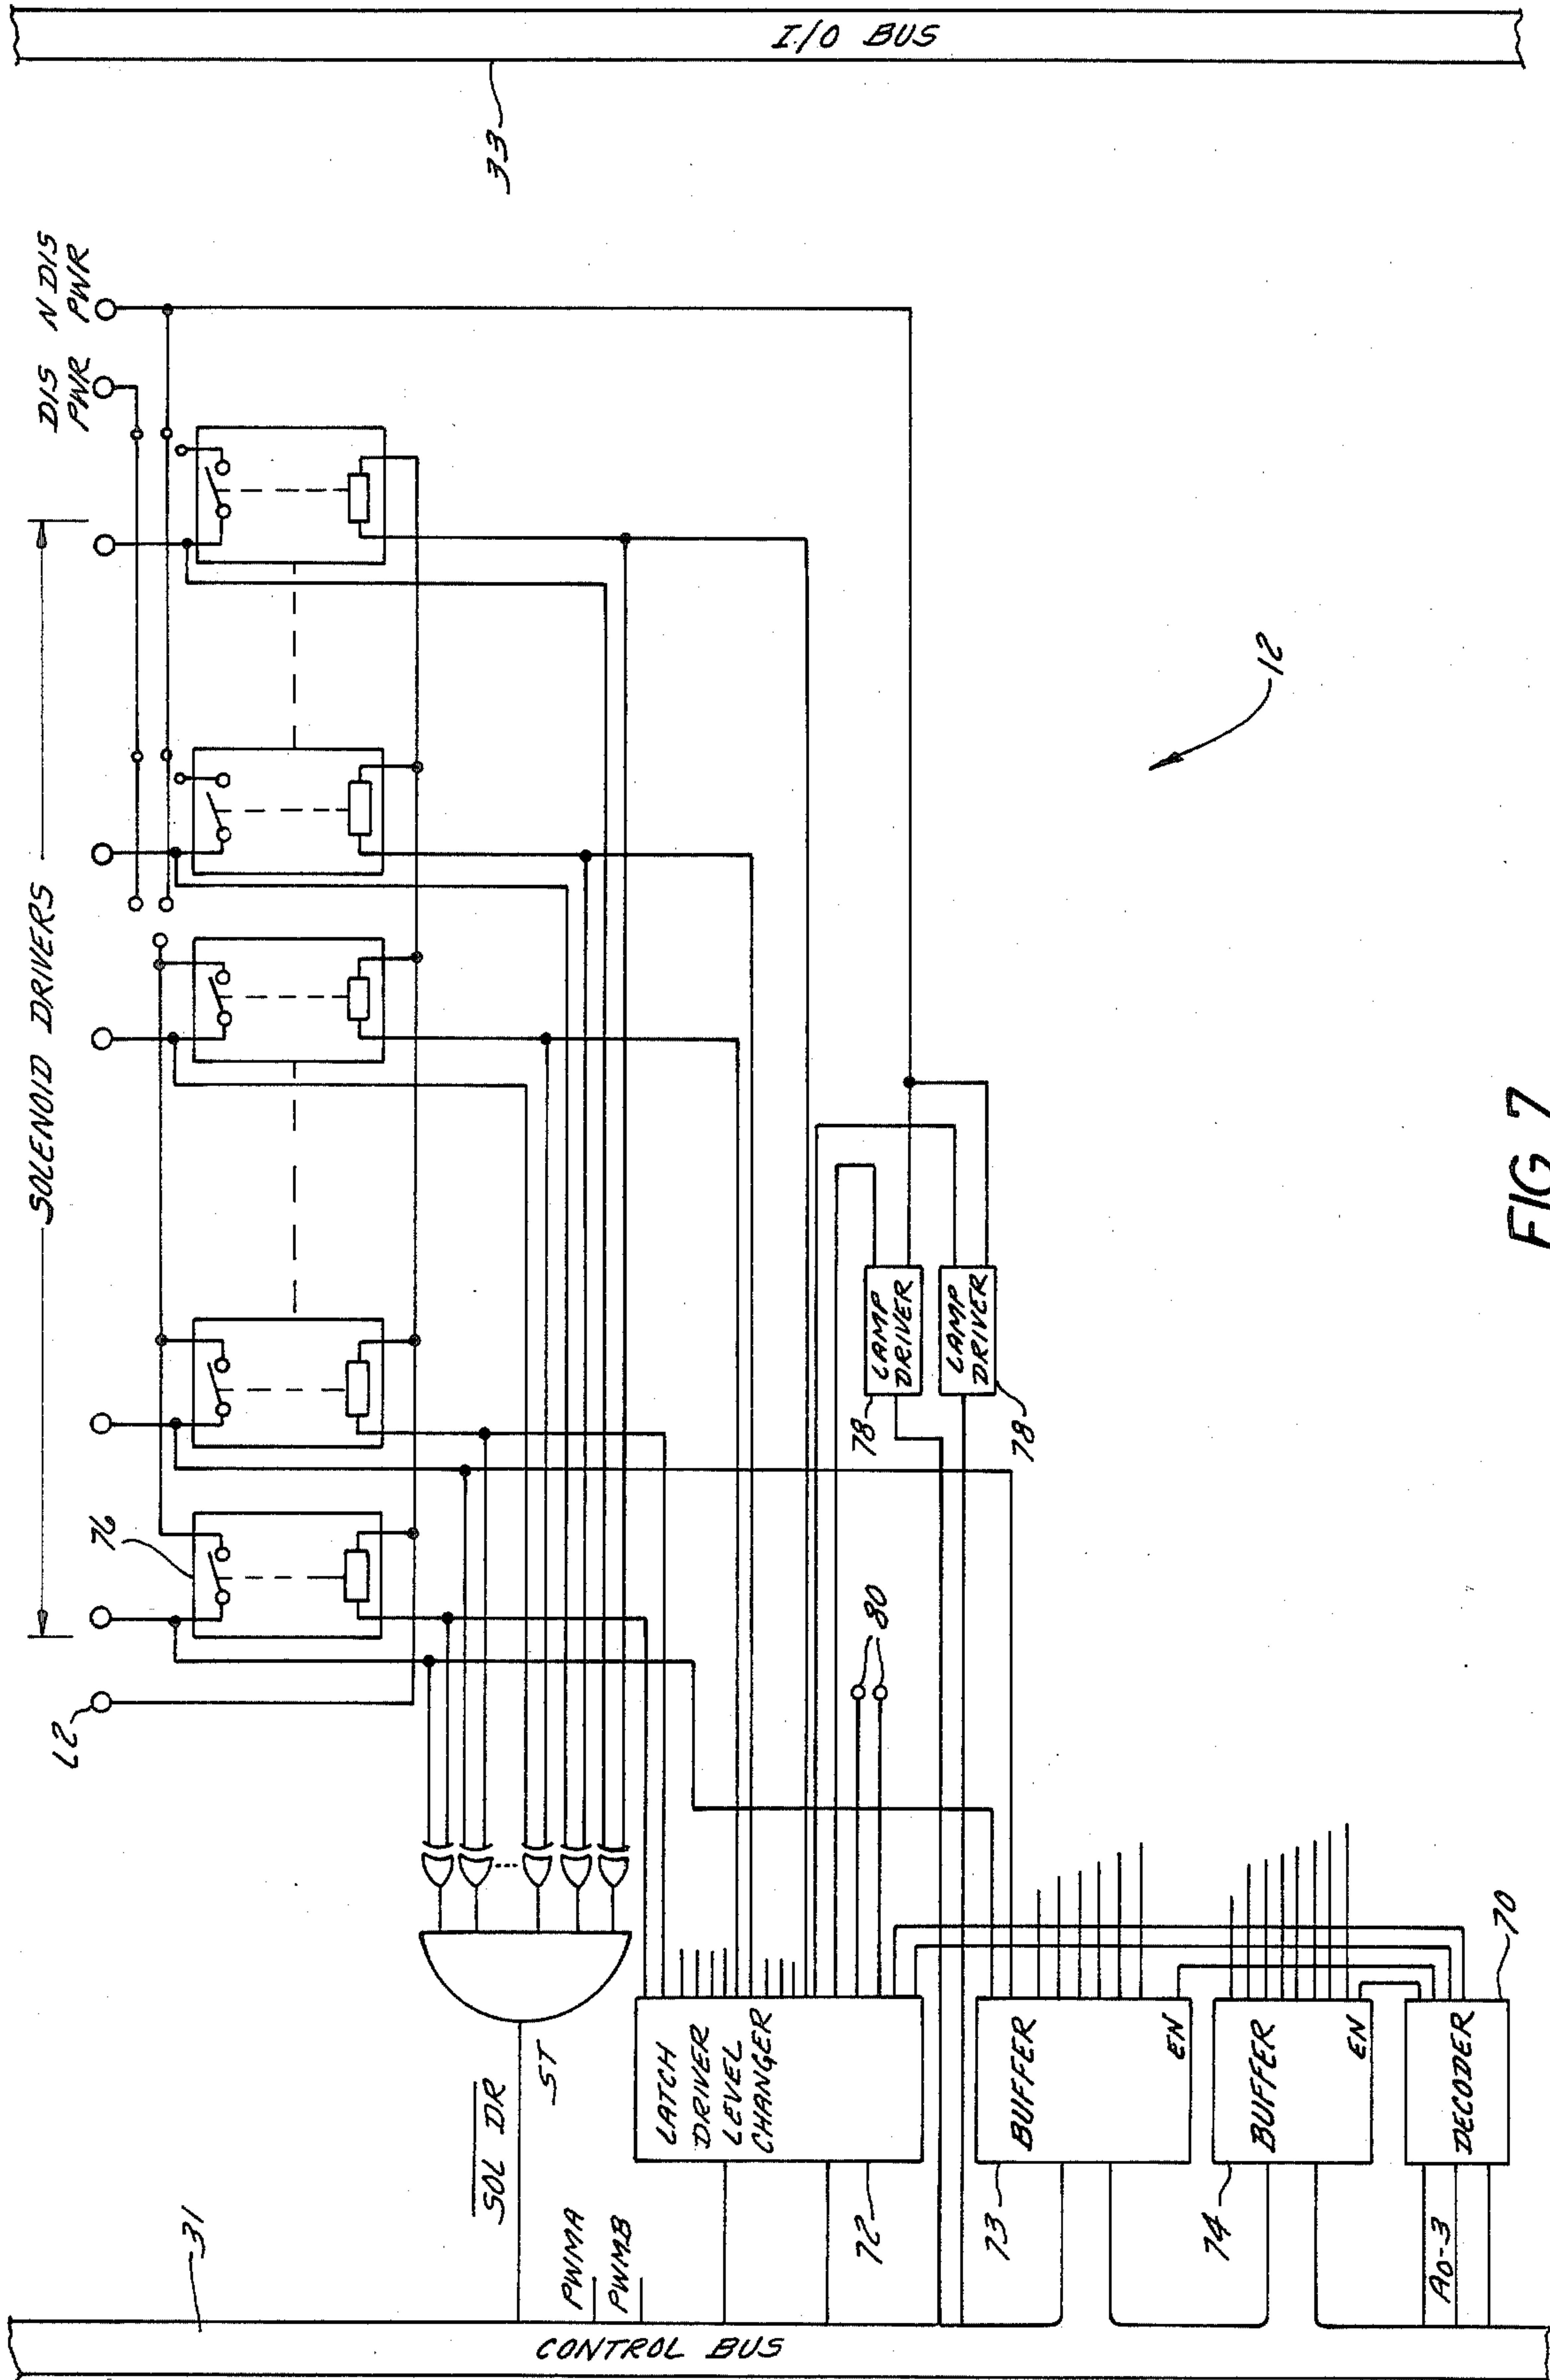 I/O BUS
33
DIS
PWR
N DIS
PWR
SOLENOID DRIVERS
76
L2
12
LAMP
DRIVER
78
LAMP
DRIVER
78
80
SOL DR
ST
PWMA
PWMB
LATCH
DRIVER
LEVEL
CHANGER
72
BUFFER
EN
73
BUFFER
EN
74
DECODER
70
A0-3
31
CONTROL BUS
FIG 7